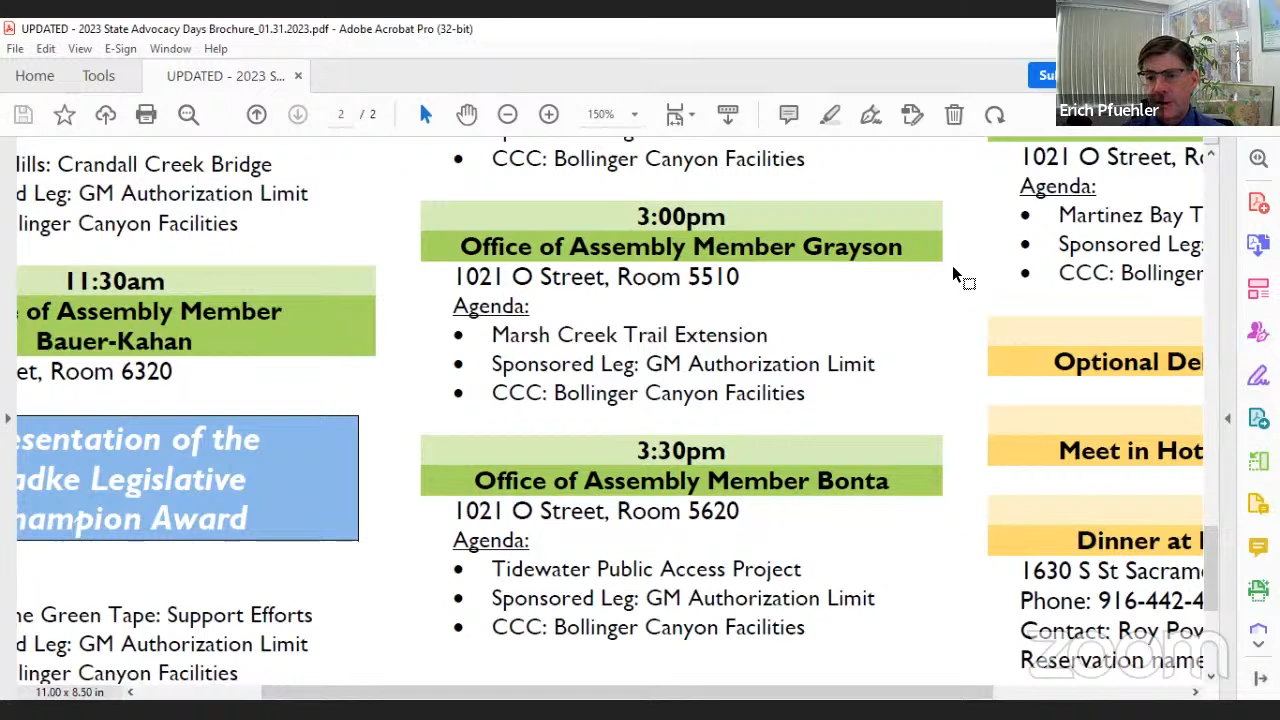 UPDATED - 2023 State Advocacy Days Brochure_01.31.2023.pdf - Adobe Acrobat Pro (32-bit)
File Edit View E-Sign Window Help
Home Tools UPDATED - 2023 S... ×
2 / 2 150%
Erich Pfuehler
ills: Crandall Creek Bridge
d Leg: GM Authorization Limit
llinger Canyon Facilities
11:30am
e of Assembly Member
Bauer-Kahan
et, Room 6320
esentation of the
adke Legislative
hampion Award
ne Green Tape: Support Efforts
d Leg: GM Authorization Limit
llinger Canyon Facilities
• CCC: Bollinger Canyon Facilities
3:00pm
Office of Assembly Member Grayson
1021 O Street, Room 5510
Agenda:
• Marsh Creek Trail Extension
• Sponsored Leg: GM Authorization Limit
• CCC: Bollinger Canyon Facilities
3:30pm
Office of Assembly Member Bonta
1021 O Street, Room 5620
Agenda:
• Tidewater Public Access Project
• Sponsored Leg: GM Authorization Limit
• CCC: Bollinger Canyon Facilities
1021 O Street, Ro
Agenda:
• Martinez Bay T
• Sponsored Leg:
• CCC: Bollinger
Optional De
Meet in Hot
Dinner at
1630 S St Sacram
Phone: 916-442-4
Contact: Roy Pow
Reservation name
zoom
11.00 x 8.50 in